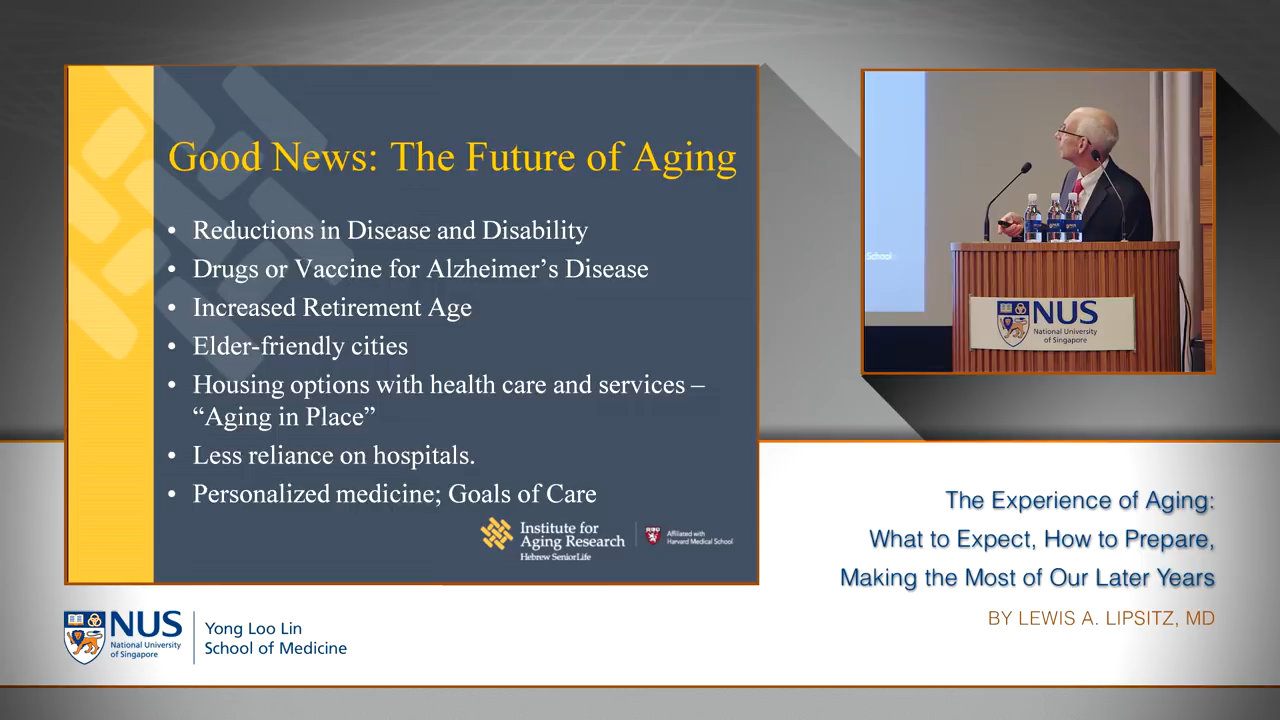 Good News: The Future of Aging
• Reductions in Disease and Disability
• Drugs or Vaccine for Alzheimer’s Disease
• Increased Retirement Age
• Elder-friendly cities
• Housing options with health care and services –
“Aging in Place”
• Less reliance on hospitals.
• Personalized medicine; Goals of Care
Institute for
Aging Research
Hebrew SeniorLife
Affiliated with
Harvard Medical School
School
NUS
National University
of Singapore
The Experience of Aging:
What to Expect, How to Prepare,
Making the Most of Our Later Years
BY LEWIS A. LIPSITZ, MD
NUS
National University
of Singapore
Yong Loo Lin
School of Medicine